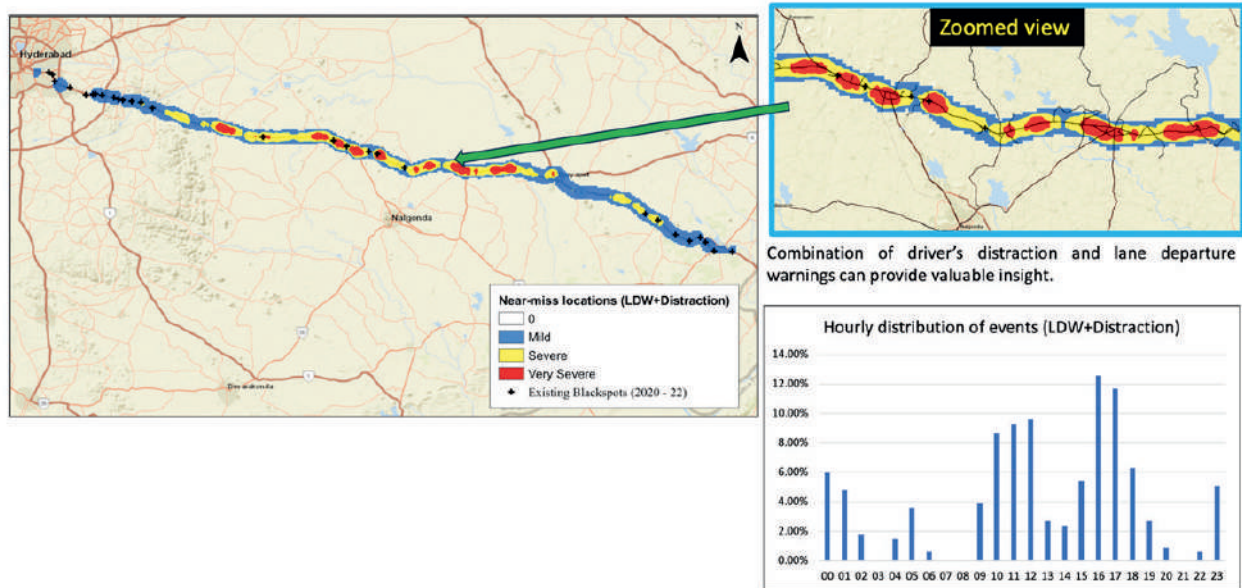 Hyderabad
N
Nalgonda
Near-miss locations (LDW+Distraction)
0
Mild
Severe
Very Severe
Existing Blackspots (2020 - 22)
Zoomed view
Combination of driver's distraction and lane departure
warnings can provide valuable insight.
Hourly distribution of events (LDW+Distraction)
14.00%
12.00%
10.00%
8.00%
6.00%
4.00%
2.00%
0.00%
00 01 02 03 04 05 06 07 08 09 10 11 12 13 14 15 16 17 18 19 20 21 22 23